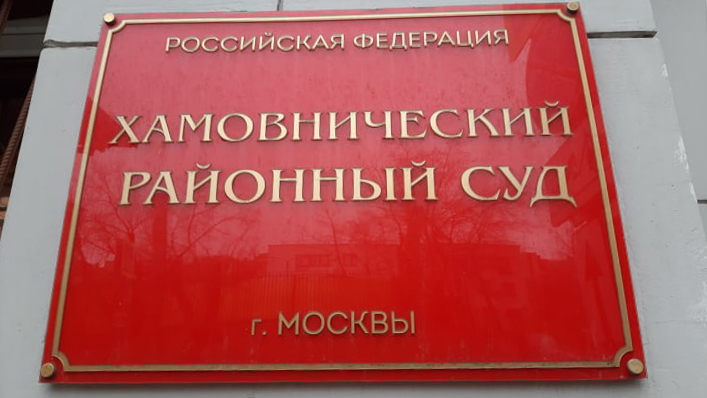 РОССИЙСКАЯ ФЕДЕРАЦИЯ
ХАМОВНИЧЕСКИЙ
РАЙОННЫЙ СУД
г. МОСКВЫ